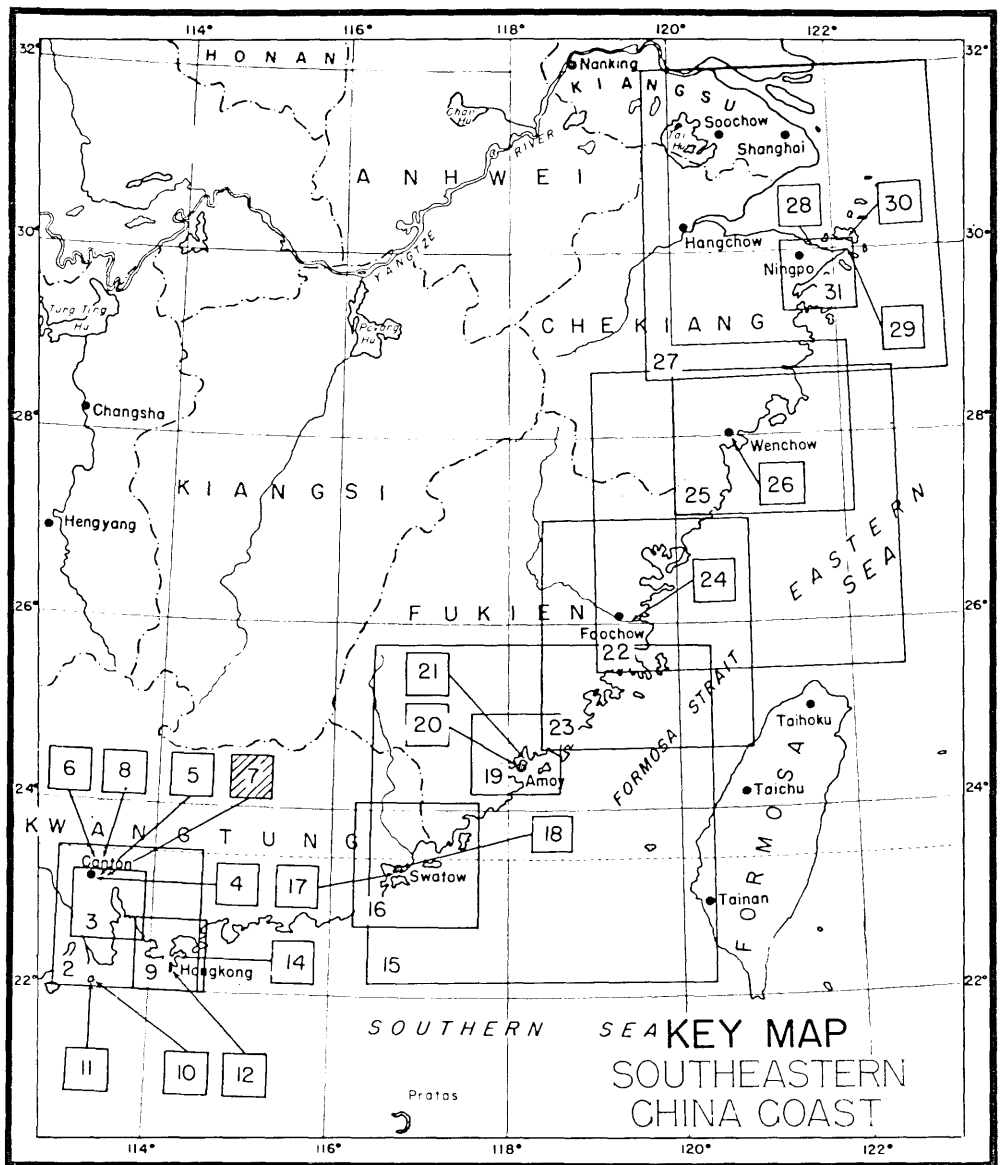 114° 116° 118° 120° 122°
32° 32°
HONAN
Nanking
KIANGSU
Soochow
Tai Hu
Shanghai
RIVER
ANHWEI
28
30
30° 30°
Hangchow
YANGTZE
Ningpo
31
Tung Ting Hu
Poyang Hu
CHEKIANG
29
27
Changsha
28° 28°
Wenchow
KIANGSI
25
26
Hengyang
EASTERN SEA
24
26° 26°
FUKIEN
Foochow
22
21
20
23
FORMOSA STRAIT
Taihoku
6
8
5
7
19
Amoy
24° 24°
Taichu
KWANGTUNG
18
Canton
4
17
Swatow
FORMOSA
Tainan
3
16
2
9
Hongkong
14
15
22° 22°
SOUTHERN SEA
KEY MAP
SOUTHEASTERN
CHINA COAST
11
10
12
Pratas
114° 116° 118° 120° 122°